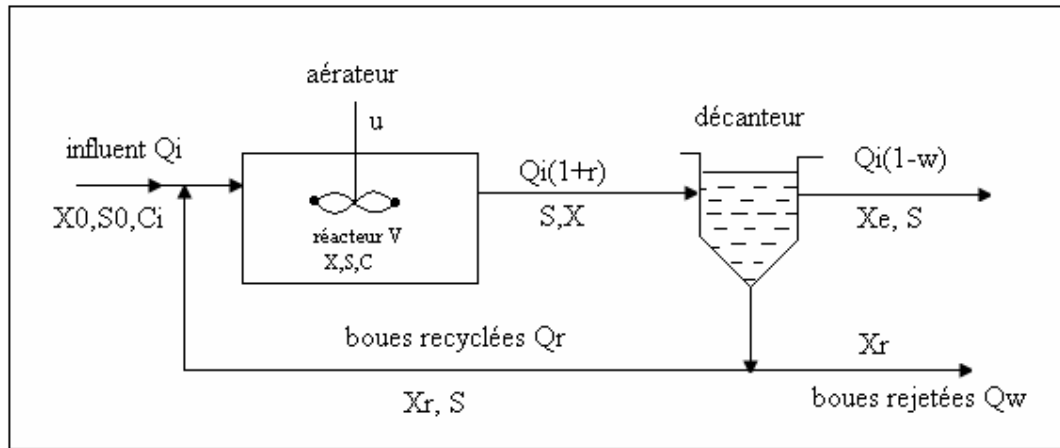 aérateur
u
décanteur
influent Qi
Qi(1+r)
Qi(1-w)
X0,S0,Ci
S,X
Xe, S
réacteur V
X,S,C
boues recyclées Qr
Xr
Xr, S
boues rejetées Qw